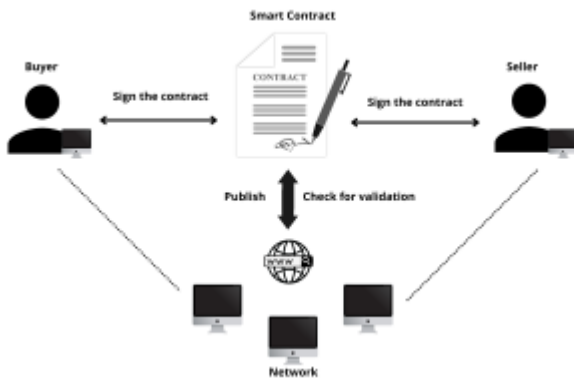 Smart Contract
Buyer
Seller
CONTRACT
Sign the contract
Sign the contract
Publish
Check for validation
WWW
Network